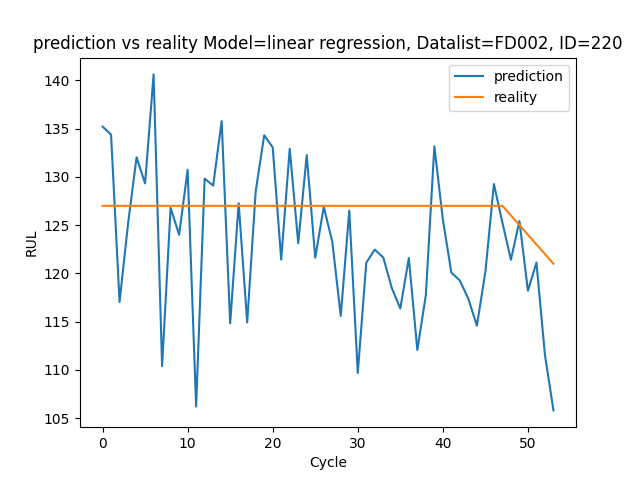 prediction vs reality Model=linear regression, Datalist=FD002, ID=220
prediction
reality
140
135
130
125
120
115
110
105
RUL
0 10 20 30 40 50
Cycle